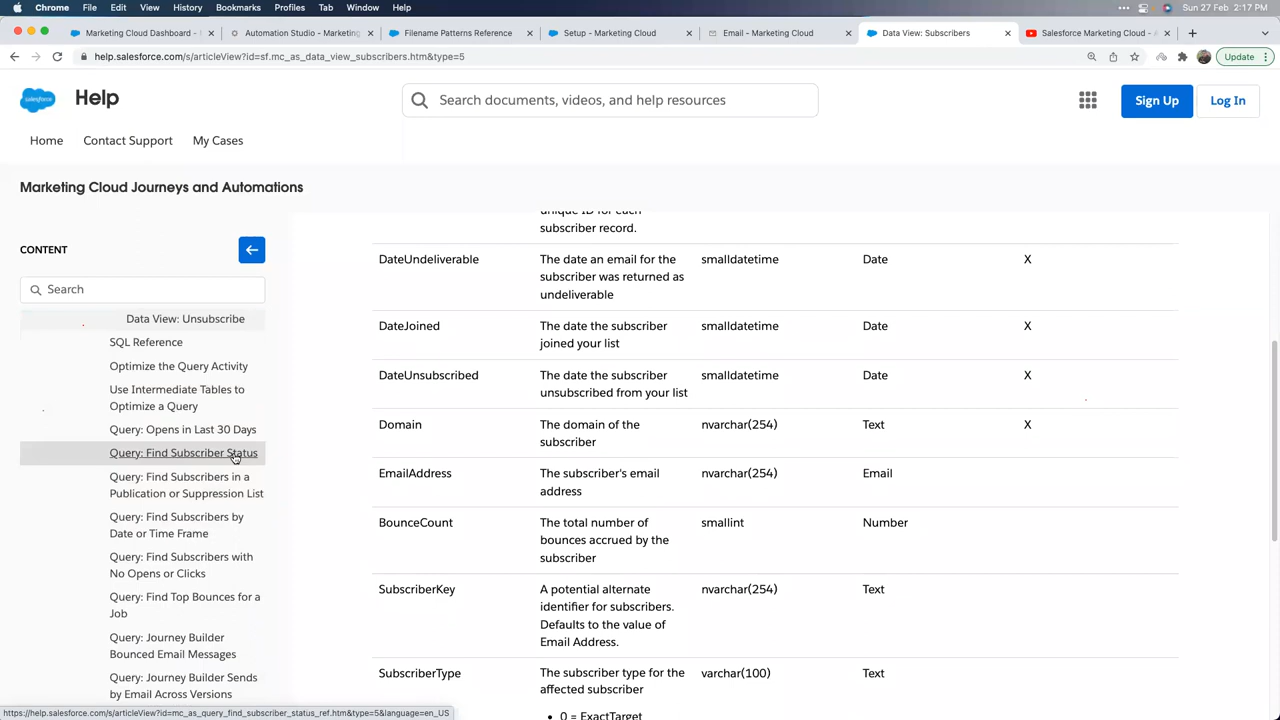 Chrome File Edit View History Bookmarks Profiles Tab Window Help Sun 27 Feb 2:17 PM
Marketing Cloud Dashboard - Automation Studio - Marketing Filename Patterns Reference Setup - Marketing Cloud Email - Marketing Cloud Data View: Subscribers Salesforce Marketing Cloud -
help.salesforce.com/s/articleView?id=sf.mc_as_data_view_subscribers.htm&type=5 Update
salesforce Help Search documents, videos, and help resources Sign Up Log In
Home Contact Support My Cases
Marketing Cloud Journeys and Automations
CONTENT
Search
Data View: Unsubscribe
SQL Reference
Optimize the Query Activity
Use Intermediate Tables to
Optimize a Query
Query: Opens in Last 30 Days
Query: Find Subscriber Status
Query: Find Subscribers in a
Publication or Suppression List
Query: Find Subscribers by
Date or Time Frame
Query: Find Subscribers with
No Opens or Clicks
Query: Find Top Bounces for a
Job
Query: Journey Builder
Bounced Email Messages
Query: Journey Builder Sends
by Email Across Versions
unique ID for each
subscriber record.
DateUndeliverable The date an email for the smalldatetime Date X
subscriber was returned as
undeliverable
DateJoined The date the subscriber smalldatetime Date X
joined your list
DateUnsubscribed The date the subscriber smalldatetime Date X
unsubscribed from your list
Domain The domain of the nvarchar(254) Text X
subscriber
EmailAddress The subscriber's email nvarchar(254) Email
address
BounceCount The total number of smallint Number
bounces accrued by the
subscriber
SubscriberKey A potential alternate nvarchar(254) Text
identifier for subscribers.
Defaults to the value of
Email Address.
SubscriberType The subscriber type for the varchar(100) Text
affected subscriber
• 0 = ExactTarget
https://help.salesforce.com/s/articleView?id=mc_as_query_find_subscriber_status_ref.htm&type=5&language=en_US